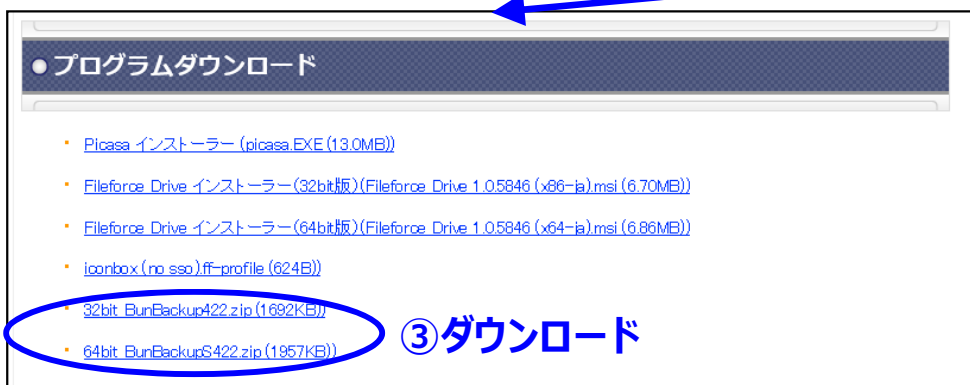 プログラムダウンロード
Picasa インストーラー (picasa.EXE (13.0MB))
Fileforce Drive インストーラー(32bit版)(Fileforce Drive 1.0.5846 (x86-ja).msi (6.70MB))
Fileforce Drive インストーラー(64bit版)(Fileforce Drive 1.0.5846 (x64-ja).msi (6.86MB))
iconbox (no sso).ff-profile (624B))
32bit BunBackup422.zip (1692KB))
64bit BunBackupS422.zip (1957KB))
③ダウンロード